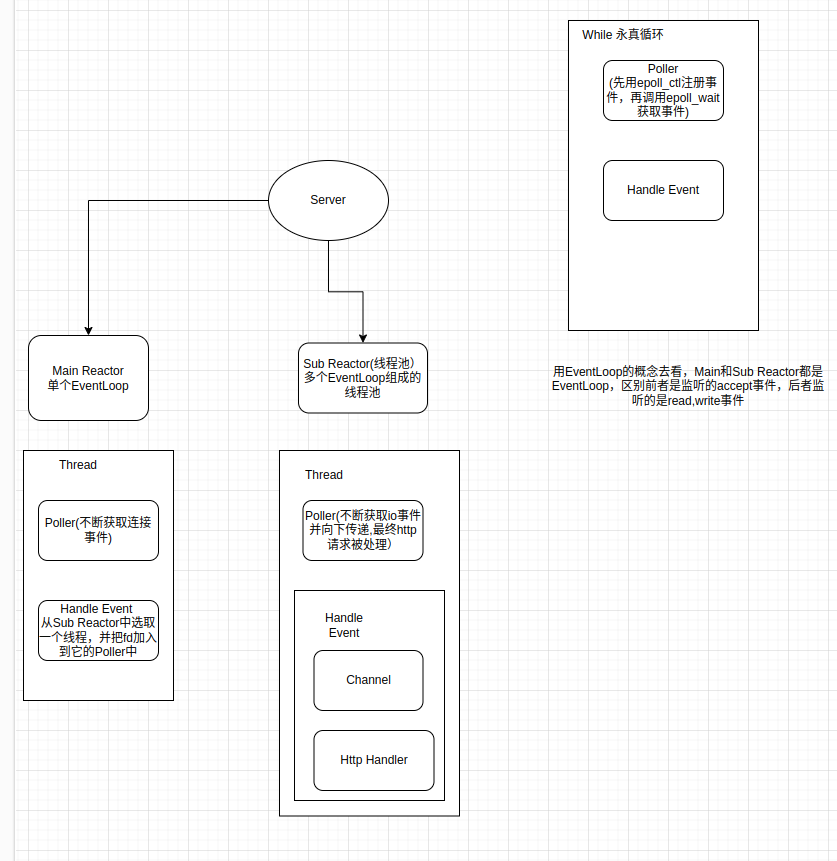 While 永真循环
Poller
(先用epoll_ctl注册事
件，再调用epoll_wait
获取事件)
Handle Event
Server
Main Reactor
单个EventLoop
Sub Reactor(线程池）
多个EventLoop组成的
线程池
用EventLoop的概念去看，Main和Sub Reactor都是
EventLoop，区别前者是监听的accept事件，后者监
听的是read,write事件
Thread
Poller(不断获取连接
事件)
Handle Event
从Sub Reactor中选取
一个线程，并把fd加入
到它的Poller中
Thread
Poller(不断获取io事件
并向下传递,最终http
请求被处理）
Handle
Event
Channel
Http Handler